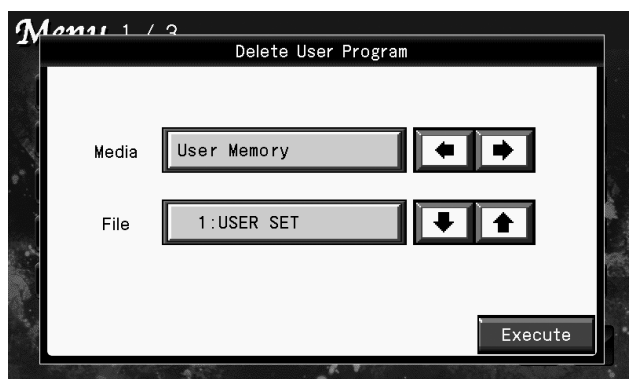 Menu 1 / 3
Delete User Program
Media User Memory
File 1:USER SET
Execute